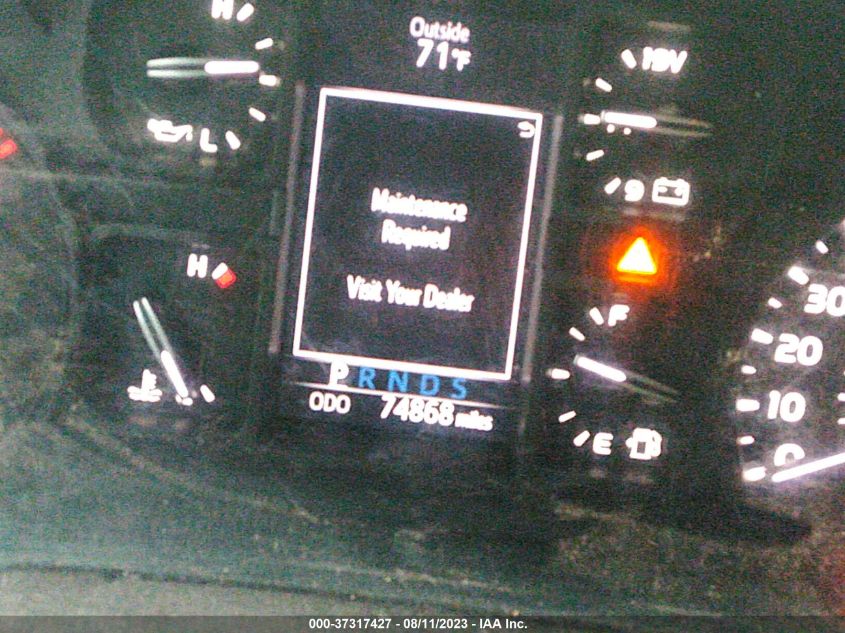 H
Outside
71°F
19V
L
9
Maintenance
Required
H
Visit Your Dealer
F
30
20
P R N D S
ODO 74868 miles
10
E
0
000-37317427 - 08/11/2023 - IAA Inc.